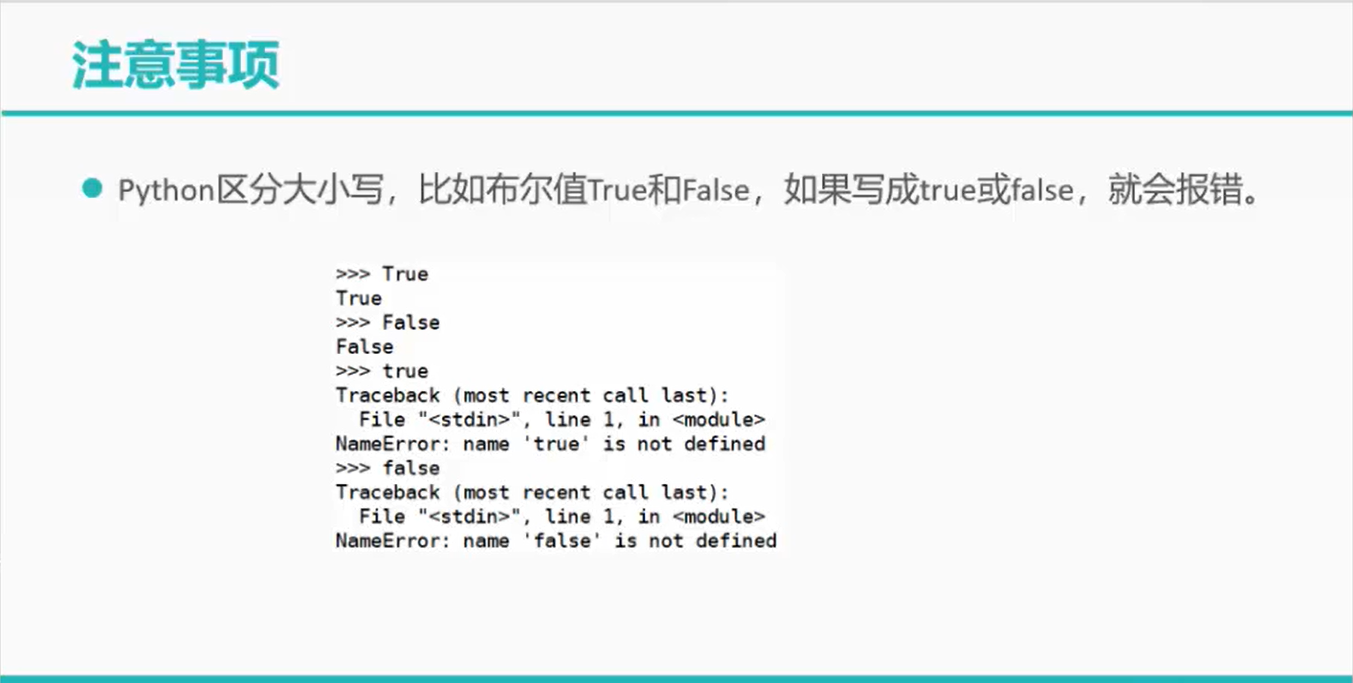 注意事项
Python区分大小写，比如布尔值True和False，如果写成true或false，就会报错。
>>> True
True
>>> False
False
>>> true
Traceback (most recent call last):
  File "<stdin>", line 1, in <module>
NameError: name 'true' is not defined
>>> false
Traceback (most recent call last):
  File "<stdin>", line 1, in <module>
NameError: name 'false' is not defined